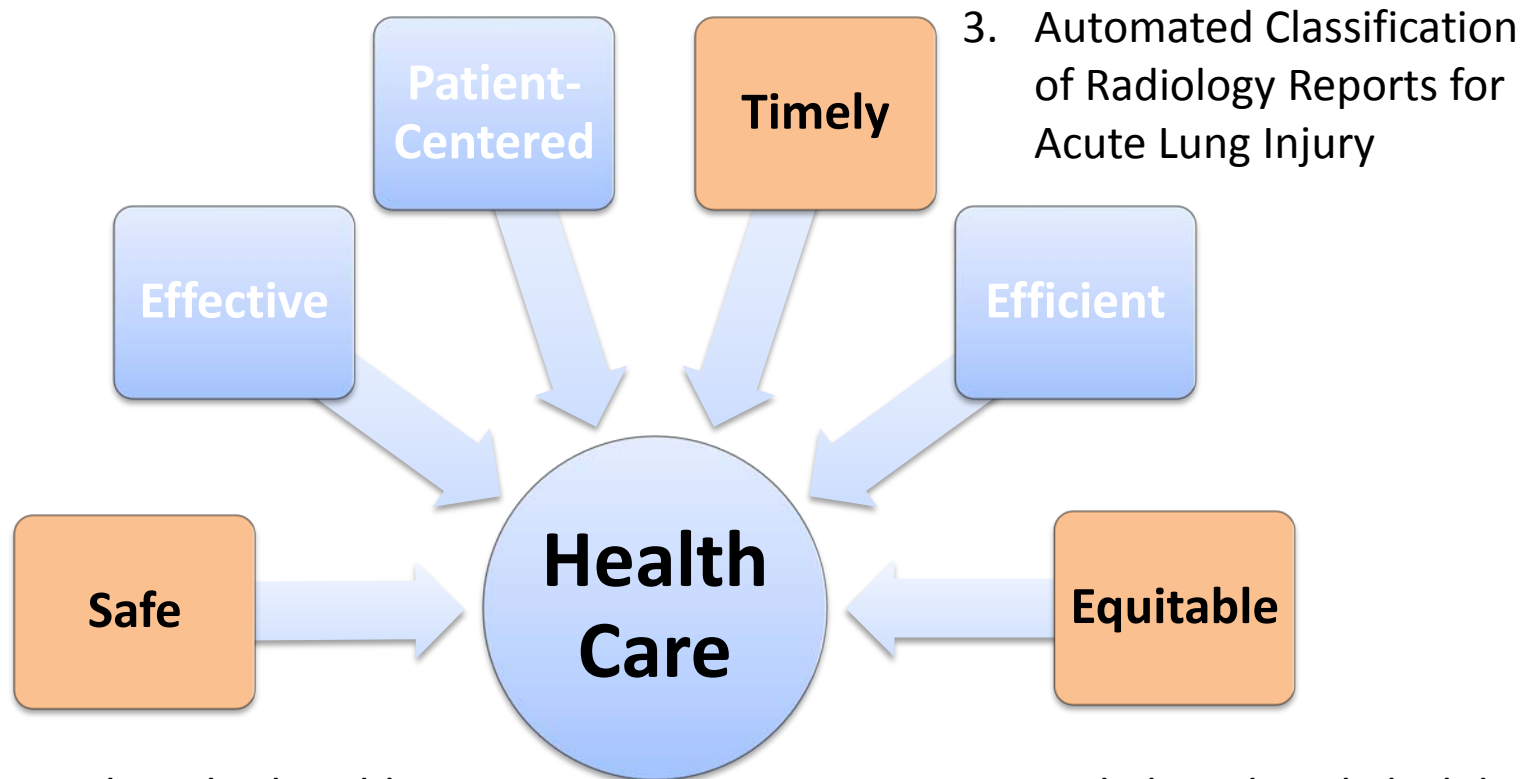 3. Automated Classification
of Radiology Reports for
Acute Lung Injury
Patient-
Centered
Timely
Effective
Efficient
Safe
Health
Care
Equitable